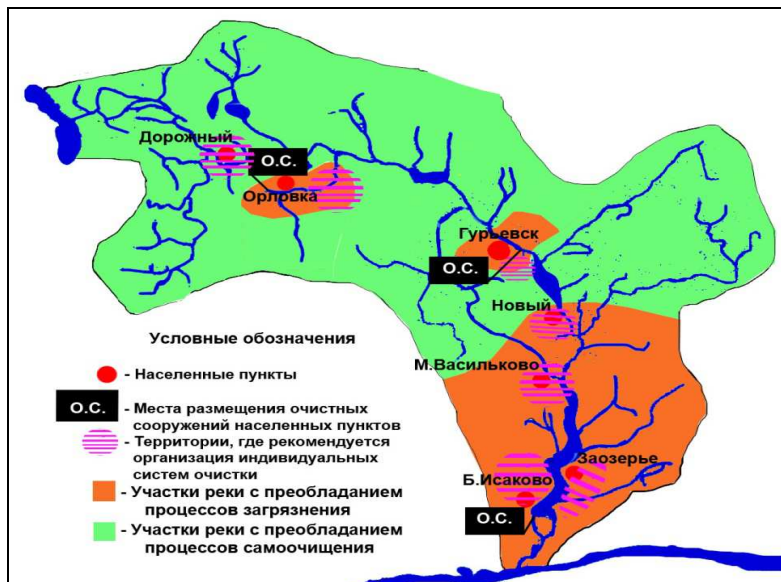 Дорожный
О.С.
Орловка
Гурьевск
О.С.
Новый
М.Васильково
Заозерье
Б.Исаково
О.С.
Условные обозначения
- Населенные пункты
О.С.
- Места размещения очистных
сооружений населенных пунктов
- Территории, где рекомендуется
организация индивидуальных
систем очистки
- Участки реки с преобладанием
процессов загрязнения
- Участки реки с преобладанием
процессов самоочищения